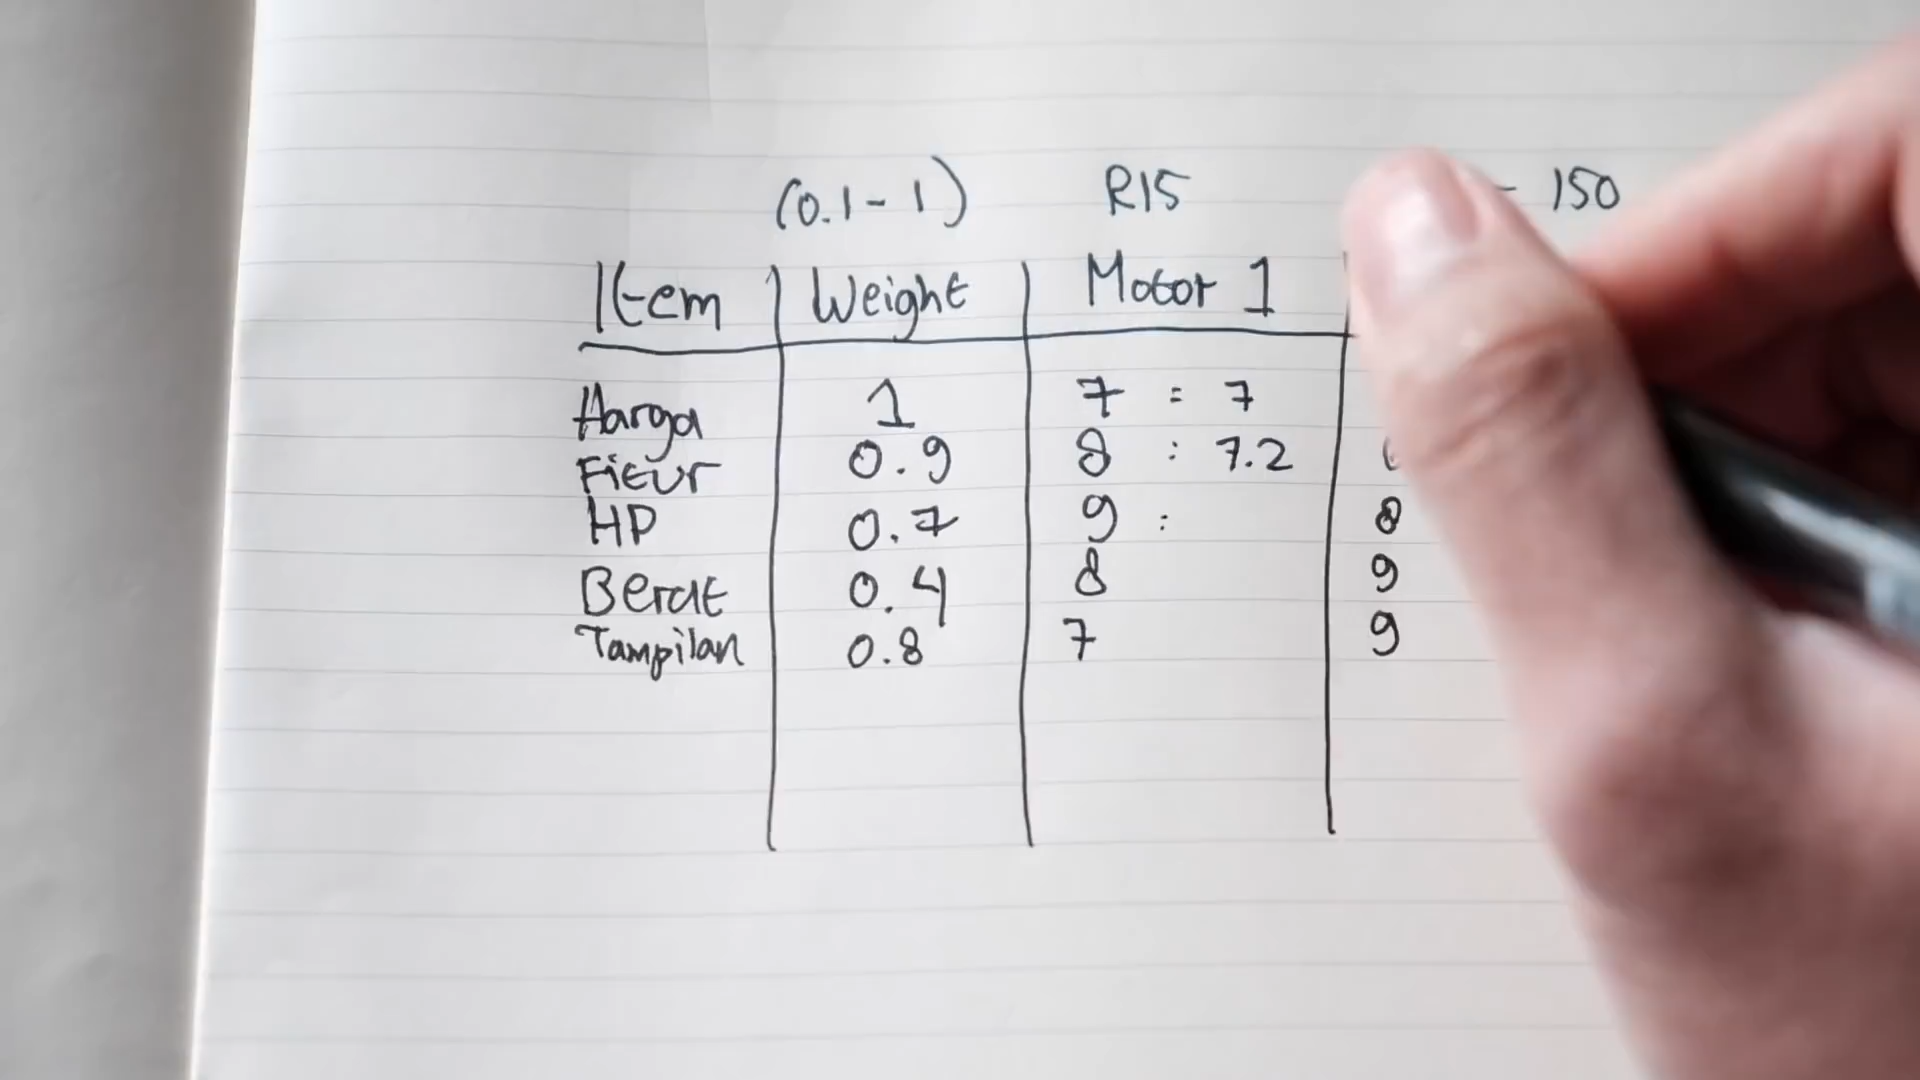 (0.1 - 1) R15 - 150
Item Weight Motor 1
Harga 1 7 = 7
Fitur 0.9 8 : 7.2
HP 0.7 9 : 8
Berat 0.4 8 9
Tampilan 0.8 7 9